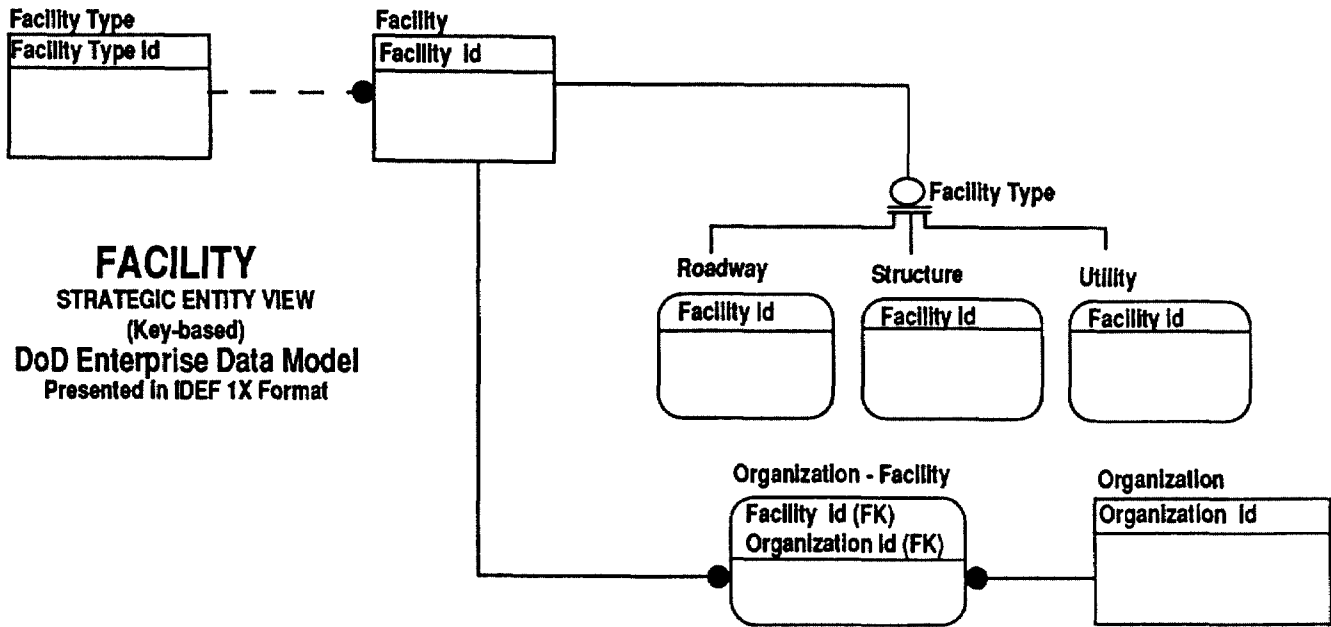 Facility Type
Facility Type id
Facility
Facility id
Facility Type
FACILITY
STRATEGIC ENTITY VIEW
(Key-based)
DoD Enterprise Data Model
Presented in IDEF 1X Format
Roadway
Facility id
Structure
Facility id
Utility
Facility id
Organization - Facility
Facility id (FK)
Organization id (FK)
Organization
Organization id